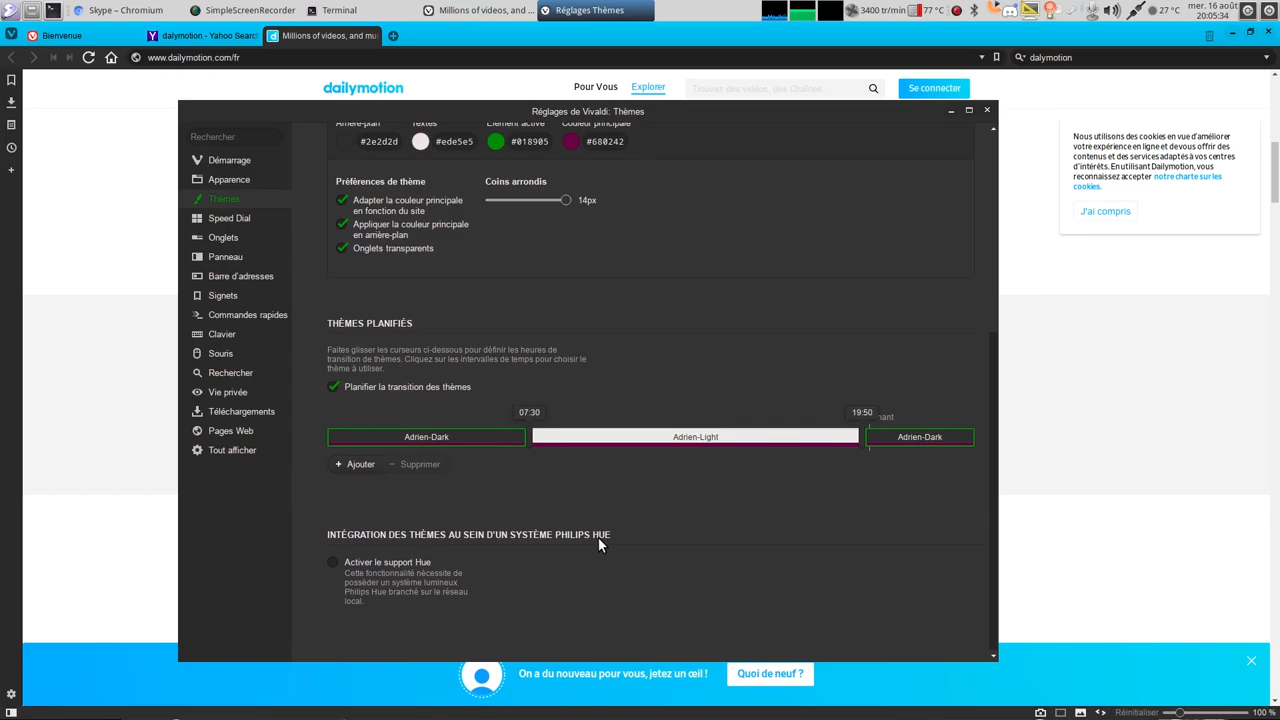 Skype – Chromium
SimpleScreenRecorder
Terminal
Millions of videos, and ...
Réglages Thèmes
3400 tr/min
77 °C
27 °C
mer. 16 août
20:05:34
Bienvenue
dalymotion - Yahoo Searc
Millions of videos, and mu
www.dailymotion.com/fr
dalymotion
dailymotion
Pour Vous
Explorer
Trouvez des vidéos, des Chaînes...
Se connecter
Réglages de Vivaldi: Thèmes
Rechercher
Démarrage
Apparence
Thèmes
Speed Dial
Onglets
Panneau
Barre d'adresses
Signets
Commandes rapides
Clavier
Souris
Rechercher
Vie privée
Téléchargements
Pages Web
Tout afficher
Arrière-plan
Textes
Élément active
Couleur principale
#2e2d2d
#ede5e5
#018905
#680242
Préférences de thème
Coins arrondis
Adapter la couleur principale
en fonction du site
14px
Appliquer la couleur principale
en arrière-plan
Onglets transparents
THÈMES PLANIFIÉS
Faites glisser les curseurs ci-dessous pour définir les heures de
transition de thèmes. Cliquez sur les intervalles de temps pour choisir le
thème à utiliser.
Planifier la transition des thèmes
07:30
19:50
nant
Adrien-Dark
Adrien-Light
Adrien-Dark
+ Ajouter
− Supprimer
INTÉGRATION DES THÈMES AU SEIN D'UN SYSTÈME PHILIPS HUE
Activer le support Hue
Cette fonctionnalité nécessite de
posséder un système lumineux
Philips Hue branché sur le réseau
local.
Nous utilisons des cookies en vue d'améliorer
votre expérience en ligne et de vous offrir des
contenus et des services adaptés à vos centres
d'intérêts. En utilisant Dailymotion, vous
reconnaissez accepter notre charte sur les
cookies.
J'ai compris
On a du nouveau pour vous, jetez un œil !
Quoi de neuf ?
Réinitialiser
100 %